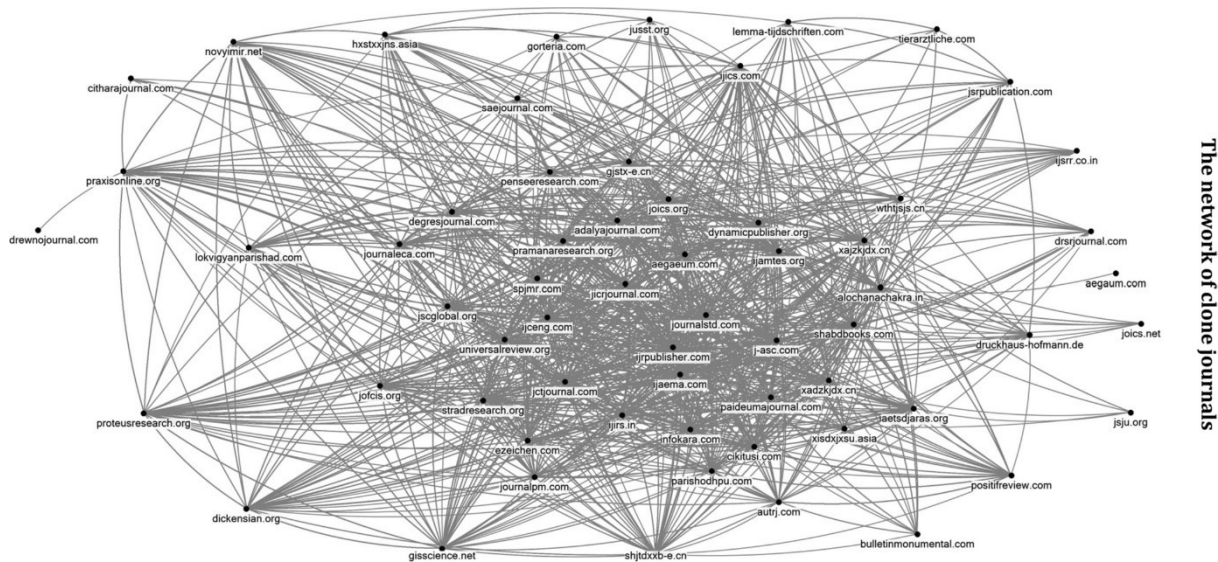 jusst.org
lemma-tijdschriften.com
tierarztliche.com
hxstxxjns.asia
gorteria.com
novyimir.net
ijics.com
citharajournal.com
jsrpublication.com
saejournal.com
ijsrr.co.in
gjstx-e.cn
praxisonline.org
penseeresearch.com
wthtjsjs.cn
joics.org
degresjournal.com
adalyajournal.com
dynamicpublisher.org
drewnojournal.com
drsrjournal.com
pramanaresearch.org
journaleca.com
xajzkjdx.cn
lokvigyanparishad.com
ijamtes.org
aegaeum.com
aegaum.com
spjmr.com
jicrjournal.com
alochanachakra.in
jscglobal.org
journalstd.com
ijceng.com
shabdbooks.com
joics.net
druckhaus-hofmann.de
universalreview.org
j-asc.com
ijrpublisher.com
ijaema.com
jctjournal.com
xadzkjdx.cn
jofcis.org
paideumajournal.com
stradresearch.org
iaetsdjaras.org
jsju.org
proteusresearch.org
ijirs.in
infokara.com
xisdxjxsu.asia
ezeichen.com
cikitusi.com
parishodhpu.com
journalpm.com
positifreview.com
autrj.com
dickensian.org
bulletinmonumental.com
gisscience.net
shjtdxxb-e.cn
The network of clone journals